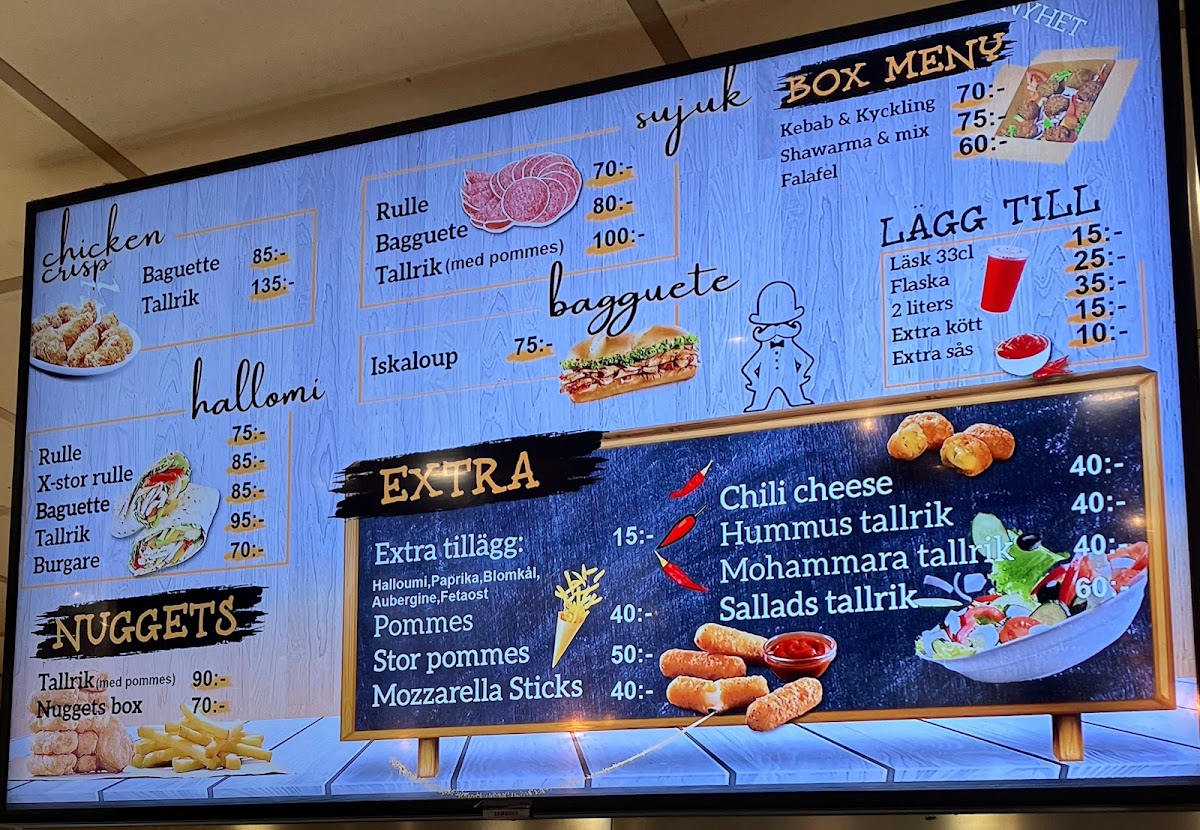 NYHET
BOX MENY
Kebab & Kyckling 70:-
Shawarma & mix 75:-
Falafel 60:-
sujuk
Rulle 70:-
Bagguete 80:-
Tallrik (med pommes) 100:-
chicken
crisp
Baguette 85:-
Tallrik 135:-
LÄGG TILL
Läsk 33cl 15:-
Flaska 25:-
2 liters 35:-
Extra kött 15:-
Extra sås 10:-
bagguete
Iskaloup 75:-
hallomi
Rulle 75:-
X-stor rulle 85:-
Baguette 85:-
Tallrik 95:-
Burgare 70:-
EXTRA
Extra tillägg: 15:-
Halloumi,Paprika,Blomkål,
Aubergine,Fetaost
Pommes 40:-
Stor pommes 50:-
Mozzarella Sticks 40:-
Chili cheese 40:-
Hummus tallrik 40:-
Mohammara tallrik 40:-
Sallads tallrik 60:-
NUGGETS
Tallrik (med pommes) 90:-
Nuggets box 70:-
SAMSUNG